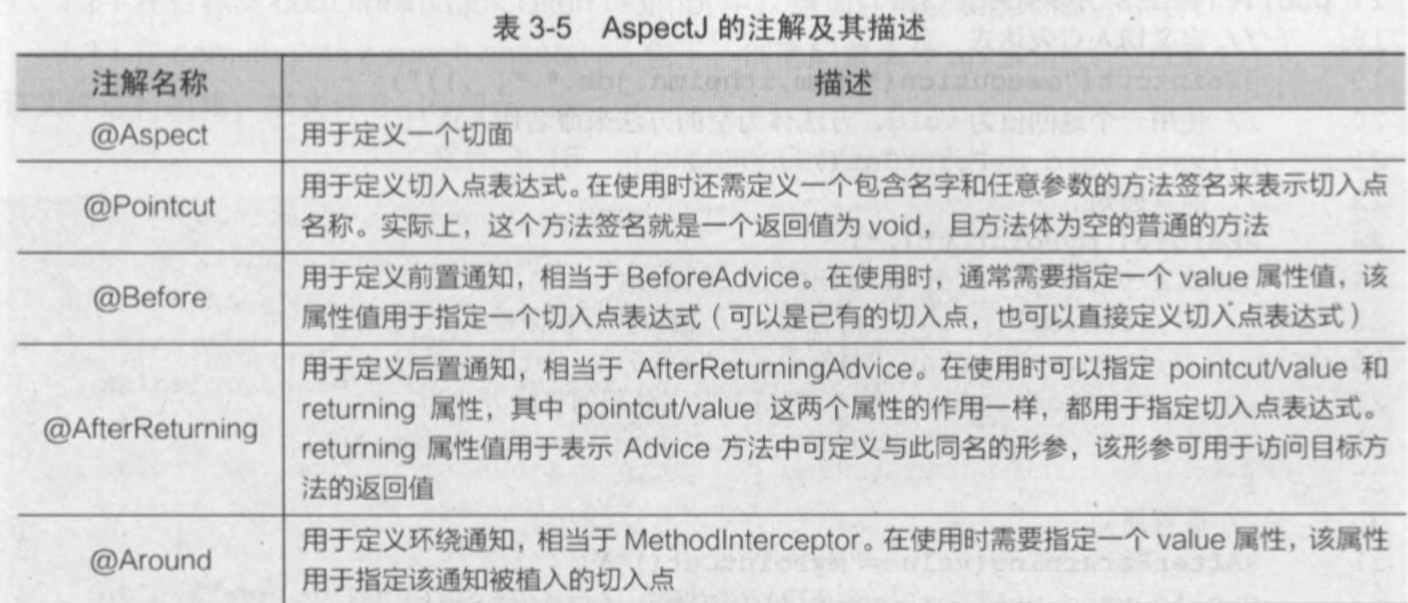 表 3-5 AspectJ 的注解及其描述
注解名称 描述
@Aspect 用于定义一个切面
@Pointcut 用于定义切入点表达式。在使用时还需定义一个包含名字和任意参数的方法签名来表示切入点
名称。实际上，这个方法签名就是一个返回值为 void，且方法体为空的普通的方法
@Before 用于定义前置通知，相当于 BeforeAdvice。在使用时，通常需要指定一个 value 属性值，该
属性值用于指定一个切入点表达式（可以是已有的切入点，也可以直接定义切入点表达式）
@AfterReturning 用于定义后置通知，相当于 AfterReturningAdvice。在使用时可以指定 pointcut/value 和
returning 属性，其中 pointcut/value 这两个属性的作用一样，都用于指定切入点表达式。
returning 属性值用于表示 Advice 方法中可定义与此同名的形参，该形参可用于访问目标方
法的返回值
@Around 用于定义环绕通知，相当于 MethodInterceptor。在使用时需要指定一个 value 属性，该属性
用于指定该通知被植入的切入点